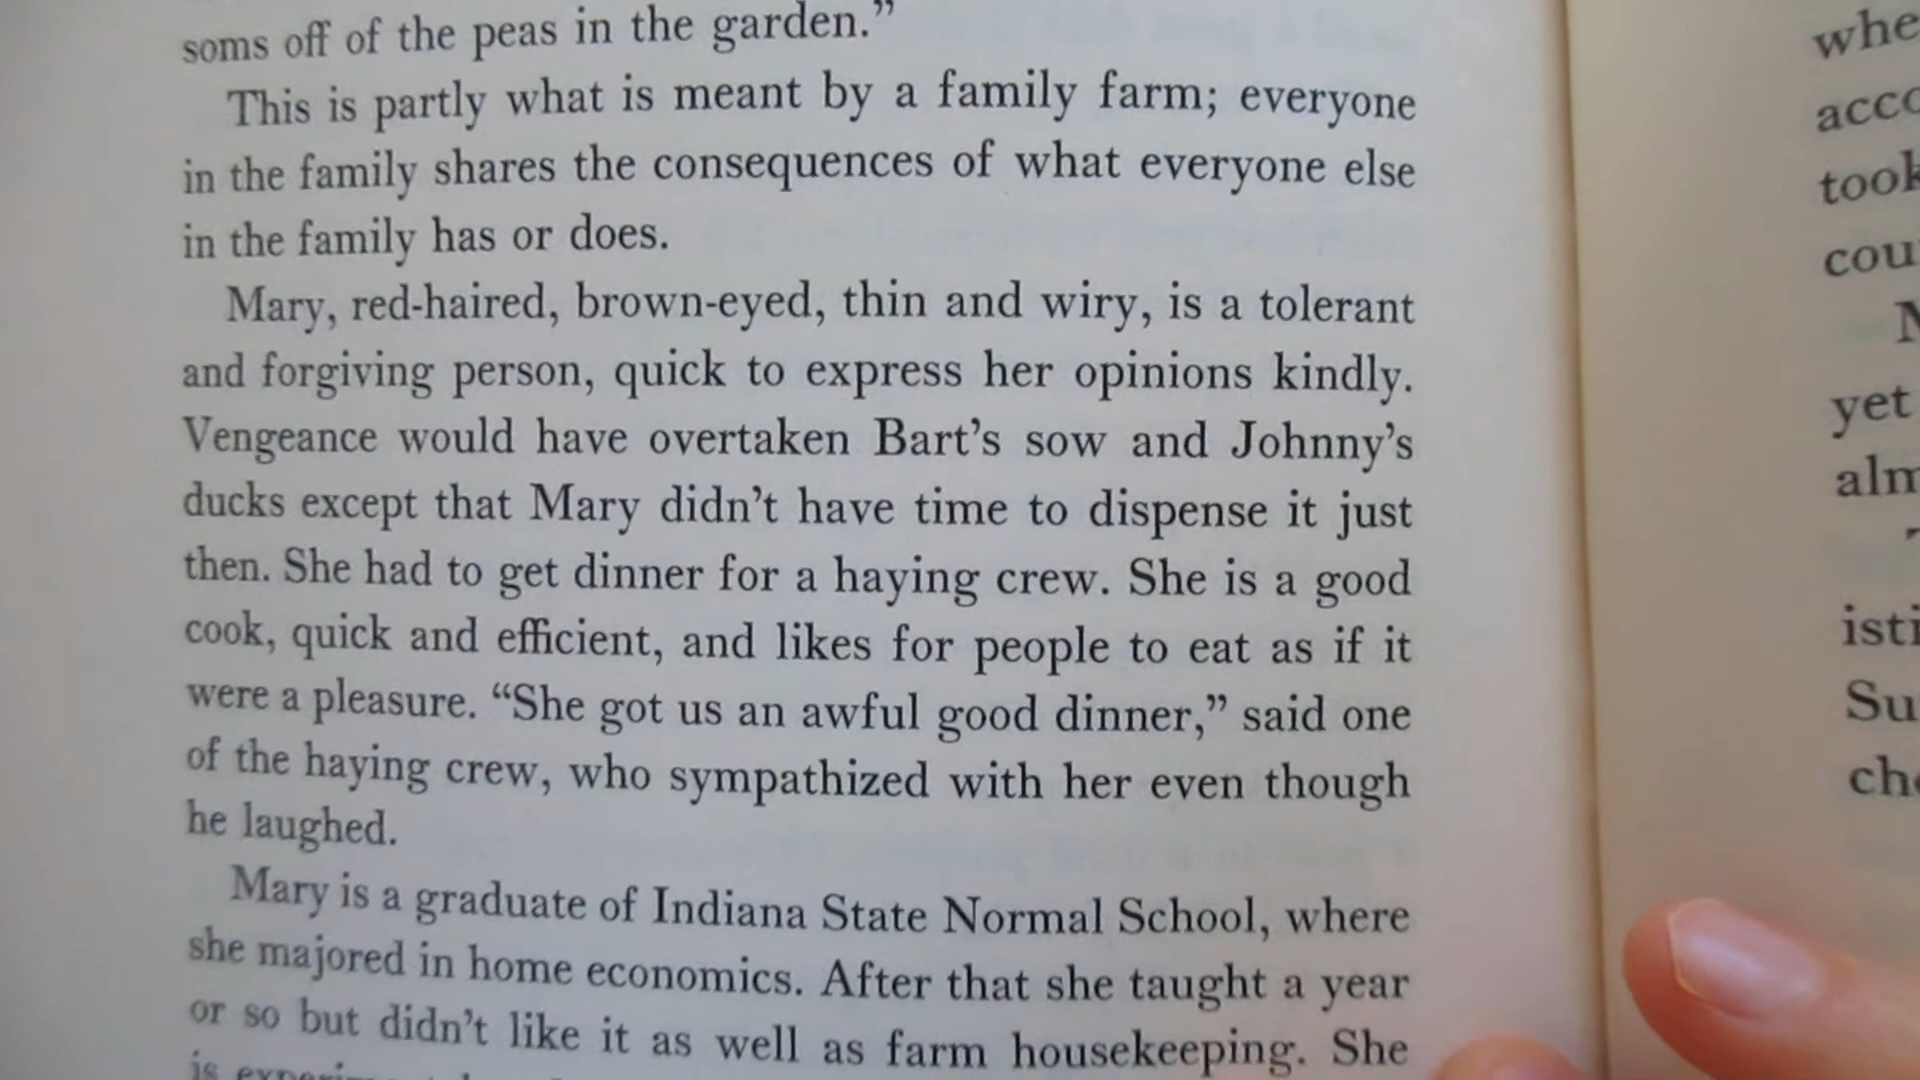 soms off of the peas in the garden.”
This is partly what is meant by a family farm; everyone
in the family shares the consequences of what everyone else
in the family has or does.
Mary, red-haired, brown-eyed, thin and wiry, is a tolerant
and forgiving person, quick to express her opinions kindly.
Vengeance would have overtaken Bart’s sow and Johnny’s
ducks except that Mary didn’t have time to dispense it just
then. She had to get dinner for a haying crew. She is a good
cook, quick and efficient, and likes for people to eat as if it
were a pleasure. “She got us an awful good dinner,” said one
of the haying crew, who sympathized with her even though
he laughed.
Mary is a graduate of Indiana State Normal School, where
she majored in home economics. After that she taught a year
or so but didn’t like it as well as farm housekeeping. She
is
yet